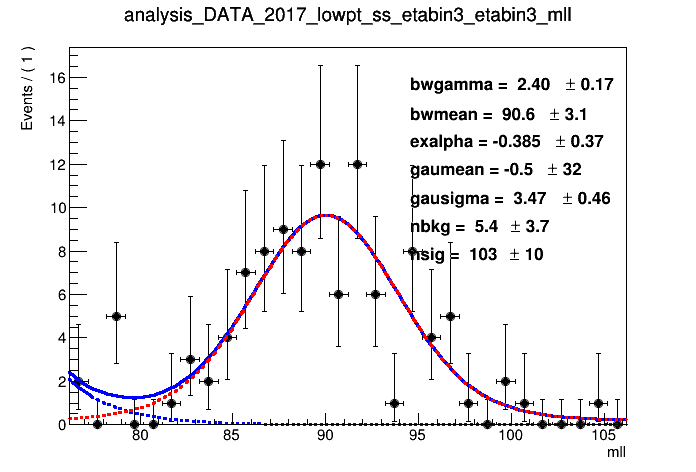 analysis_DATA_2017_lowpt_ss_etabin3_etabin3_mll
Events / ( 1 )
16
14
12
10
8
6
4
2
0
bwgamma = 2.40 ± 0.17
bwmean = 90.6 ± 3.1
exalpha = -0.385 ± 0.37
gaumean = -0.5 ± 32
gausigma = 3.47 ± 0.46
nbkg = 5.4 ± 3.7
nsig = 103 ± 10
80 85 90 95 100 105
mll